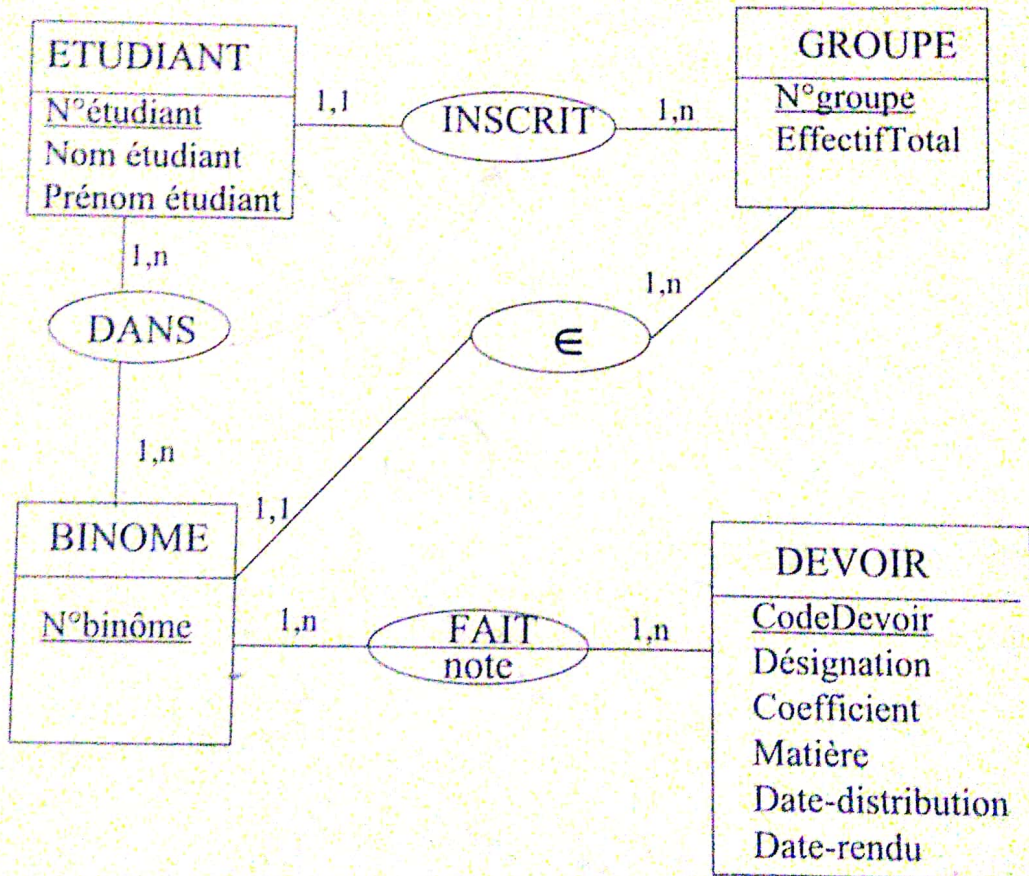 ETUDIANT
N°étudiant
Nom étudiant
Prénom étudiant
1,1
INSCRIT
1,n
GROUPE
N°groupe
EffectifTotal
1,n
DANS
1,n
1,n
∈
1,1
BINOME
N°binôme
1,n
FAIT
note
1,n
DEVOIR
CodeDevoir
Désignation
Coefficient
Matière
Date-distribution
Date-rendu